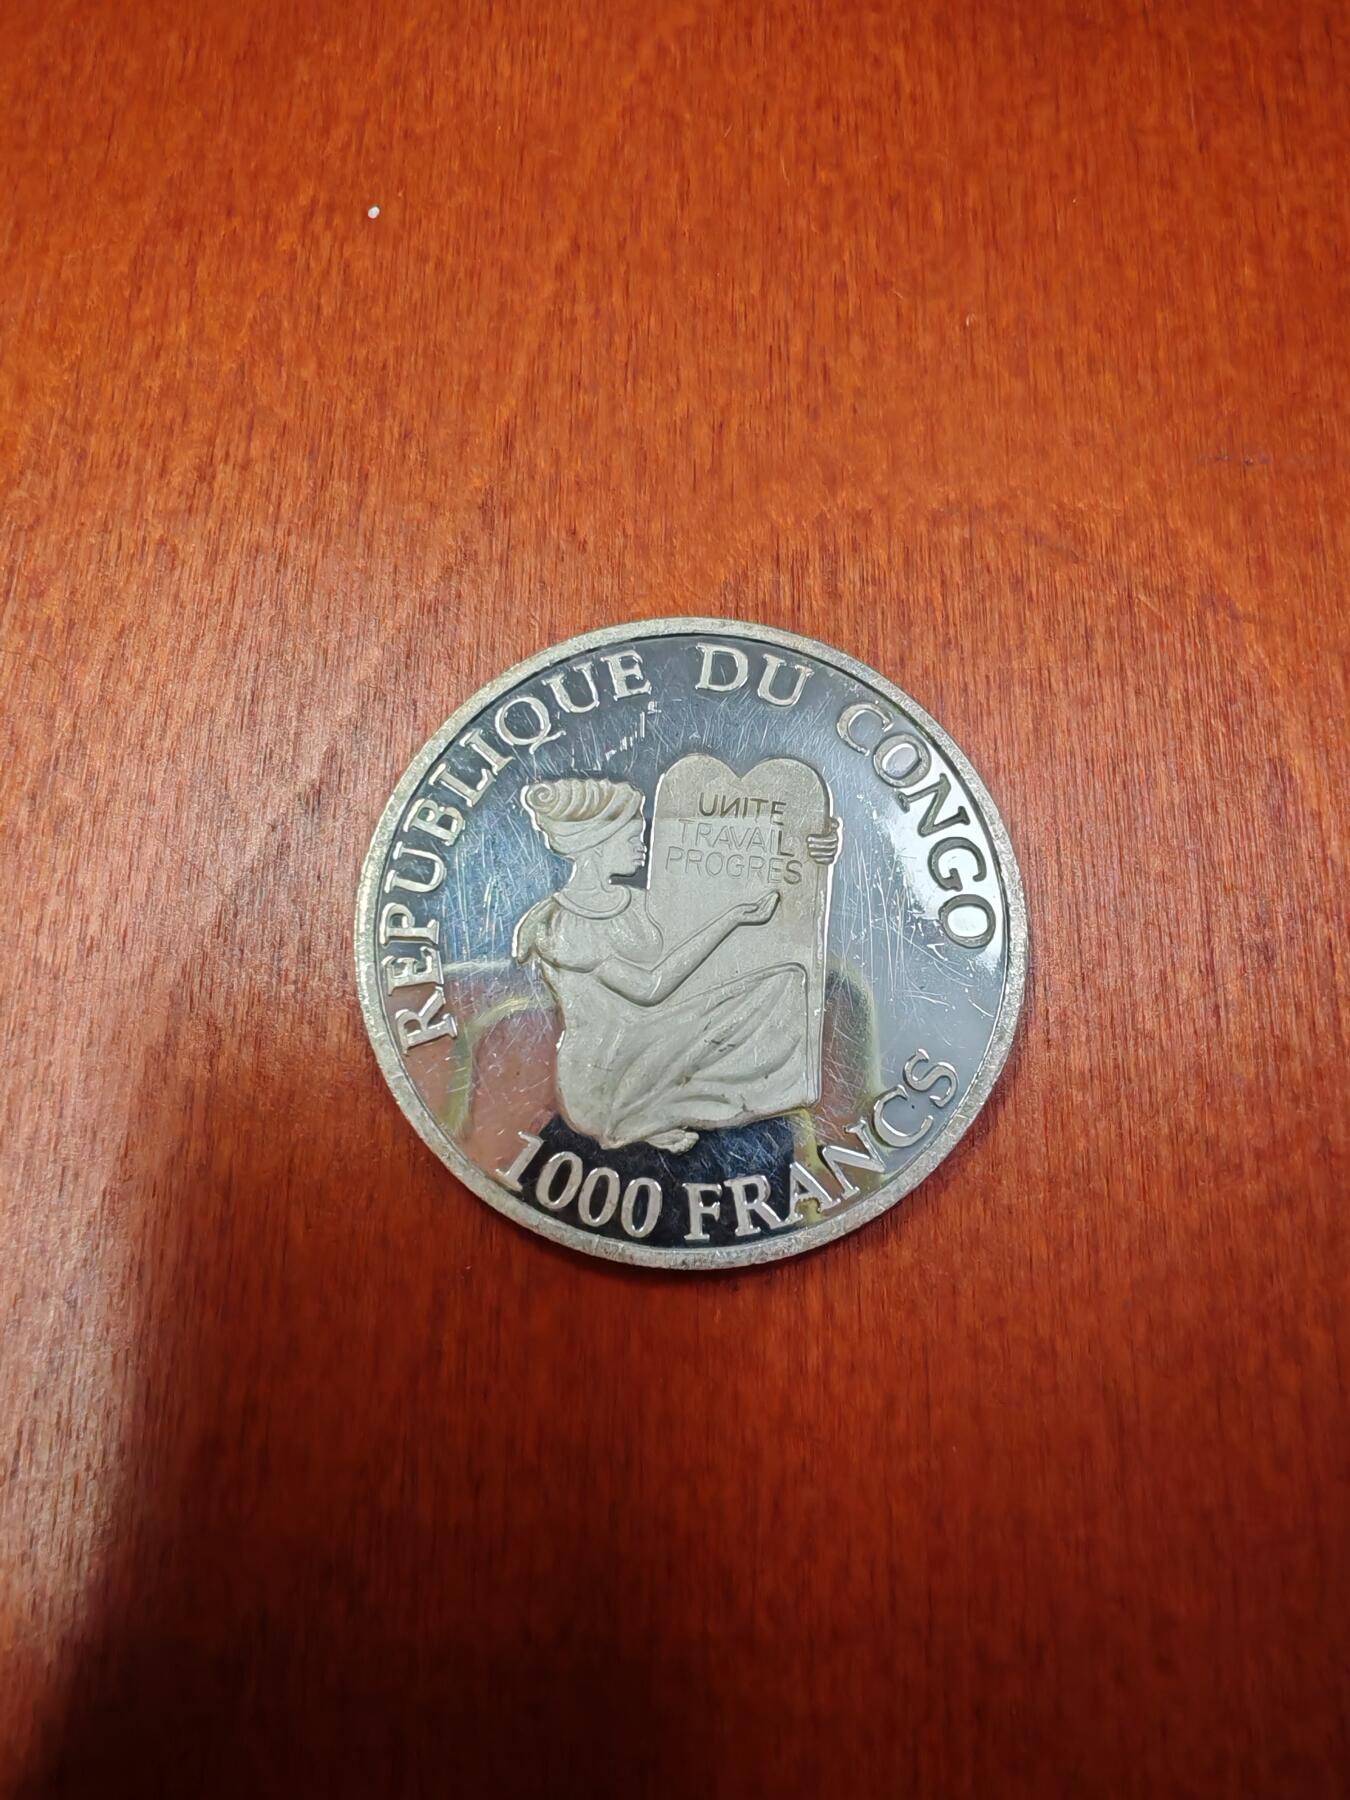 REPUBLIQUE DU CONGO
UNITE
TRAVAIL
PROGRES
1000 FRANCS